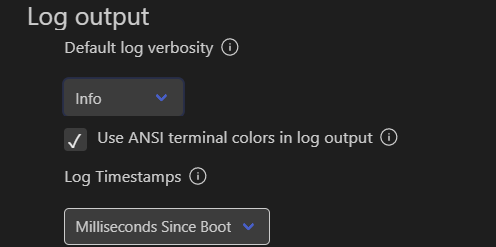 Log output
Default log verbosity
Info
Use ANSI terminal colors in log output
Log Timestamps
Milliseconds Since Boot